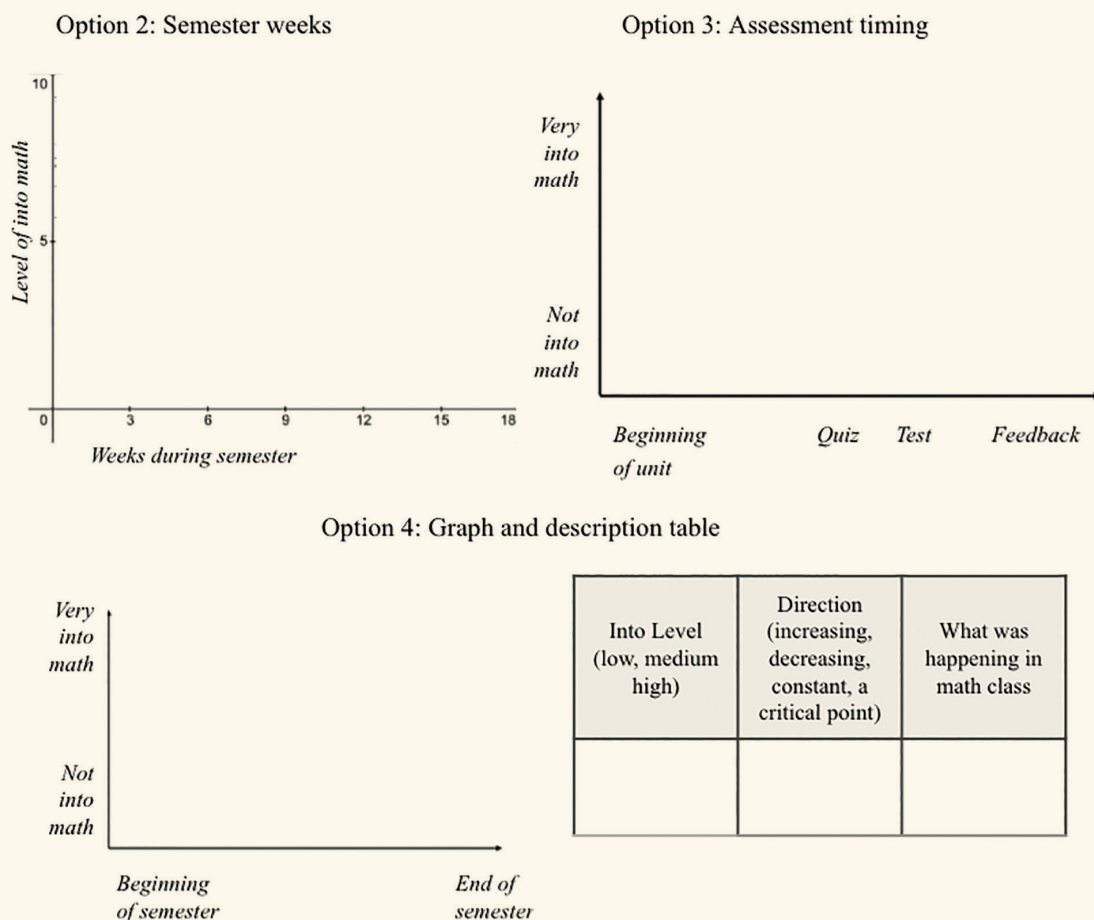 Option 2: Semester weeks
10
5
0
3
6
9
12
15
18
Level of into math
Weeks during semester
Option 3: Assessment timing
Very
into
math
Not
into
math
Beginning
of unit
Quiz
Test
Feedback
Option 4: Graph and description table
Very
into
math
Not
into
math
Beginning
of semester
End of
semester
Into Level
(low, medium
high)
Direction
(increasing,
decreasing,
constant, a
critical point)
What was
happening in
math class